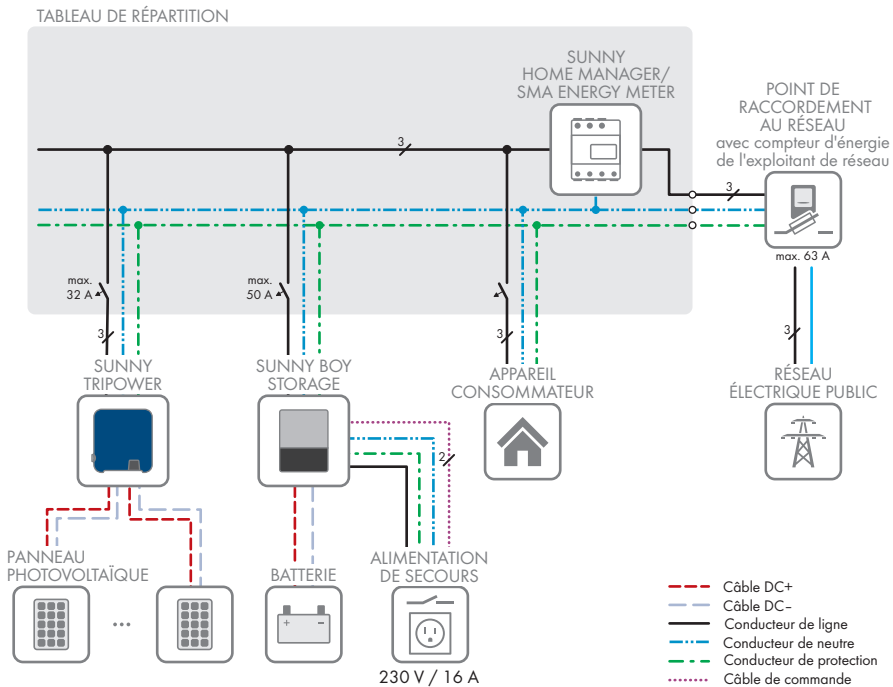 TABLEAU DE RÉPARTITION
SUNNY
HOME MANAGER/
SMA ENERGY METER
POINT DE
RACCORDEMENT
AU RÉSEAU
avec compteur d'énergie
de l'exploitant de réseau
3
3
max. 63 A
max.
32 A
max.
50 A
3
3
3
SUNNY
TRIPOWER
SUNNY BOY
STORAGE
APPAREIL
CONSOMMATEUR
RÉSEAU
ÉLECTRIQUE PUBLIC
2
PANNEAU
PHOTOVOLTAÏQUE
BATTERIE
ALIMENTATION
DE SECOURS
...
+ −
230 V / 16 A
Câble DC+
Câble DC−
Conducteur de ligne
Conducteur de neutre
Conducteur de protection
Câble de commande